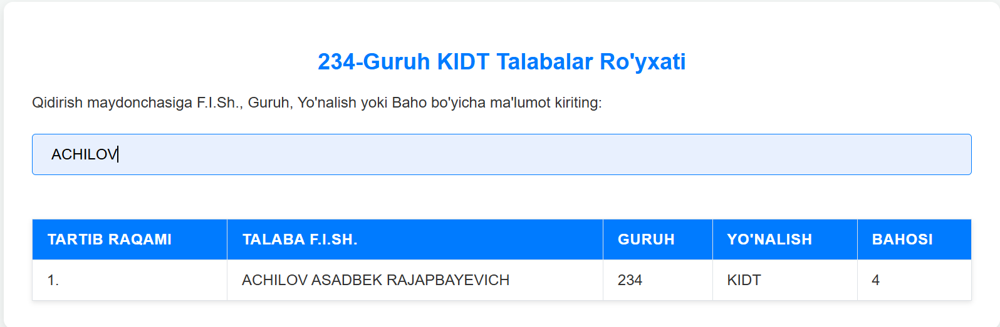 234-Guruh KIDT Talabalar Ro'yxati
Qidirish maydonchasiga F.I.Sh., Guruh, Yo'nalish yoki Baho bo'yicha ma'lumot kiriting:
ACHILOV
TARTIB RAQAMI TALABA F.I.SH. GURUH YO'NALISH BAHOSI
1. ACHILOV ASADBEK RAJAPBAYEVICH 234 KIDT 4